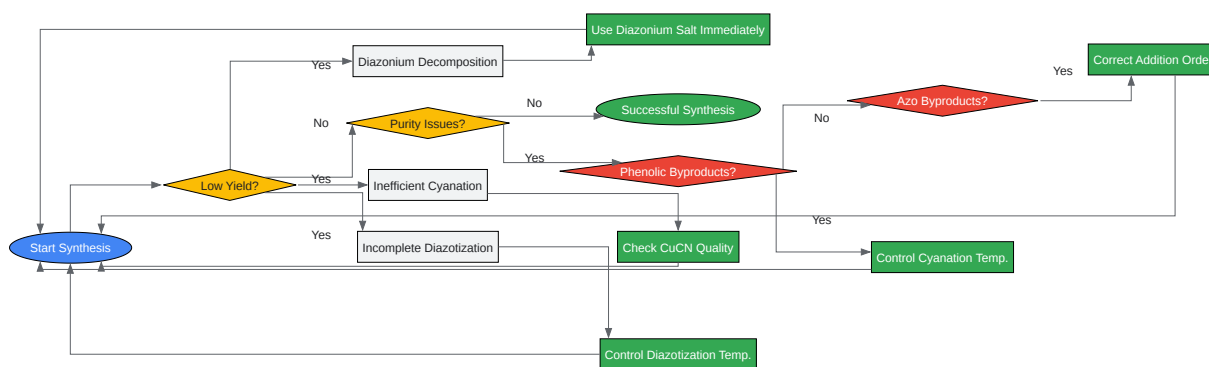 Use Diazonium Salt Immediately
Yes
Diazonium Decomposition
Correct Addition Orde
Yes
Azo Byproducts?
No
Successful Synthesis
No
No
Purity Issues?
Yes
Phenolic Byproducts?
Low Yield?
Yes
Inefficient Cyanation
Yes
Yes
Start Synthesis
Incomplete Diazotization
Check CuCN Quality
Control Cyanation Temp.
Control Diazotization Temp.